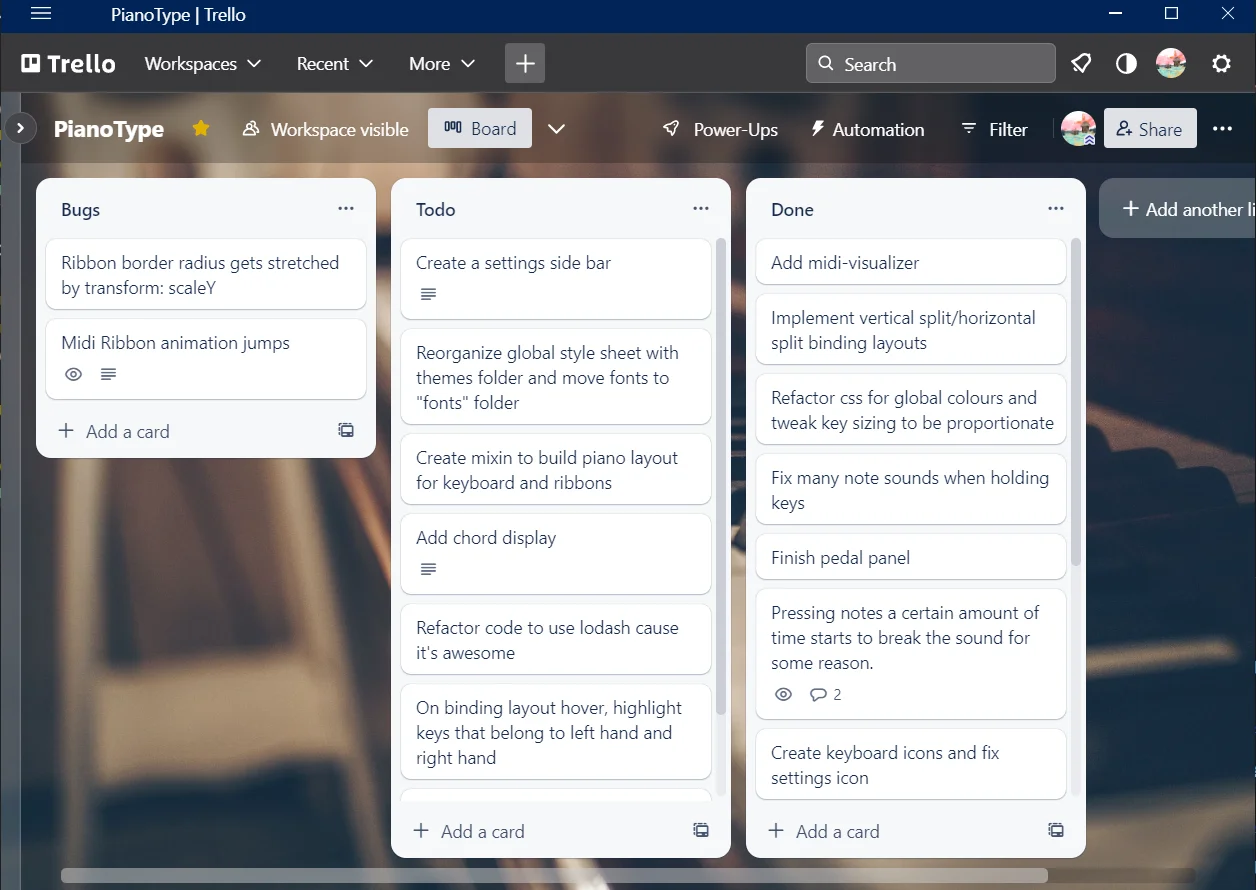 PianoType | Trello
Trello
Workspaces
Recent
More
Search
PianoType
Workspace visible
Board
Power-Ups
Automation
Filter
Share
Bugs
Ribbon border radius gets stretched
by transform: scaleY
Midi Ribbon animation jumps
Add a card
Todo
Create a settings side bar
Reorganize global style sheet with
themes folder and move fonts to
"fonts" folder
Create mixin to build piano layout
for keyboard and ribbons
Add chord display
Refactor code to use lodash cause
it's awesome
On binding layout hover, highlight
keys that belong to left hand and
right hand
Add a card
Done
Add midi-visualizer
Implement vertical split/horizontal
split binding layouts
Refactor css for global colours and
tweak key sizing to be proportionate
Fix many note sounds when holding
keys
Finish pedal panel
Pressing notes a certain amount of
time starts to break the sound for
some reason.
2
Create keyboard icons and fix
settings icon
Add a card
Add another li